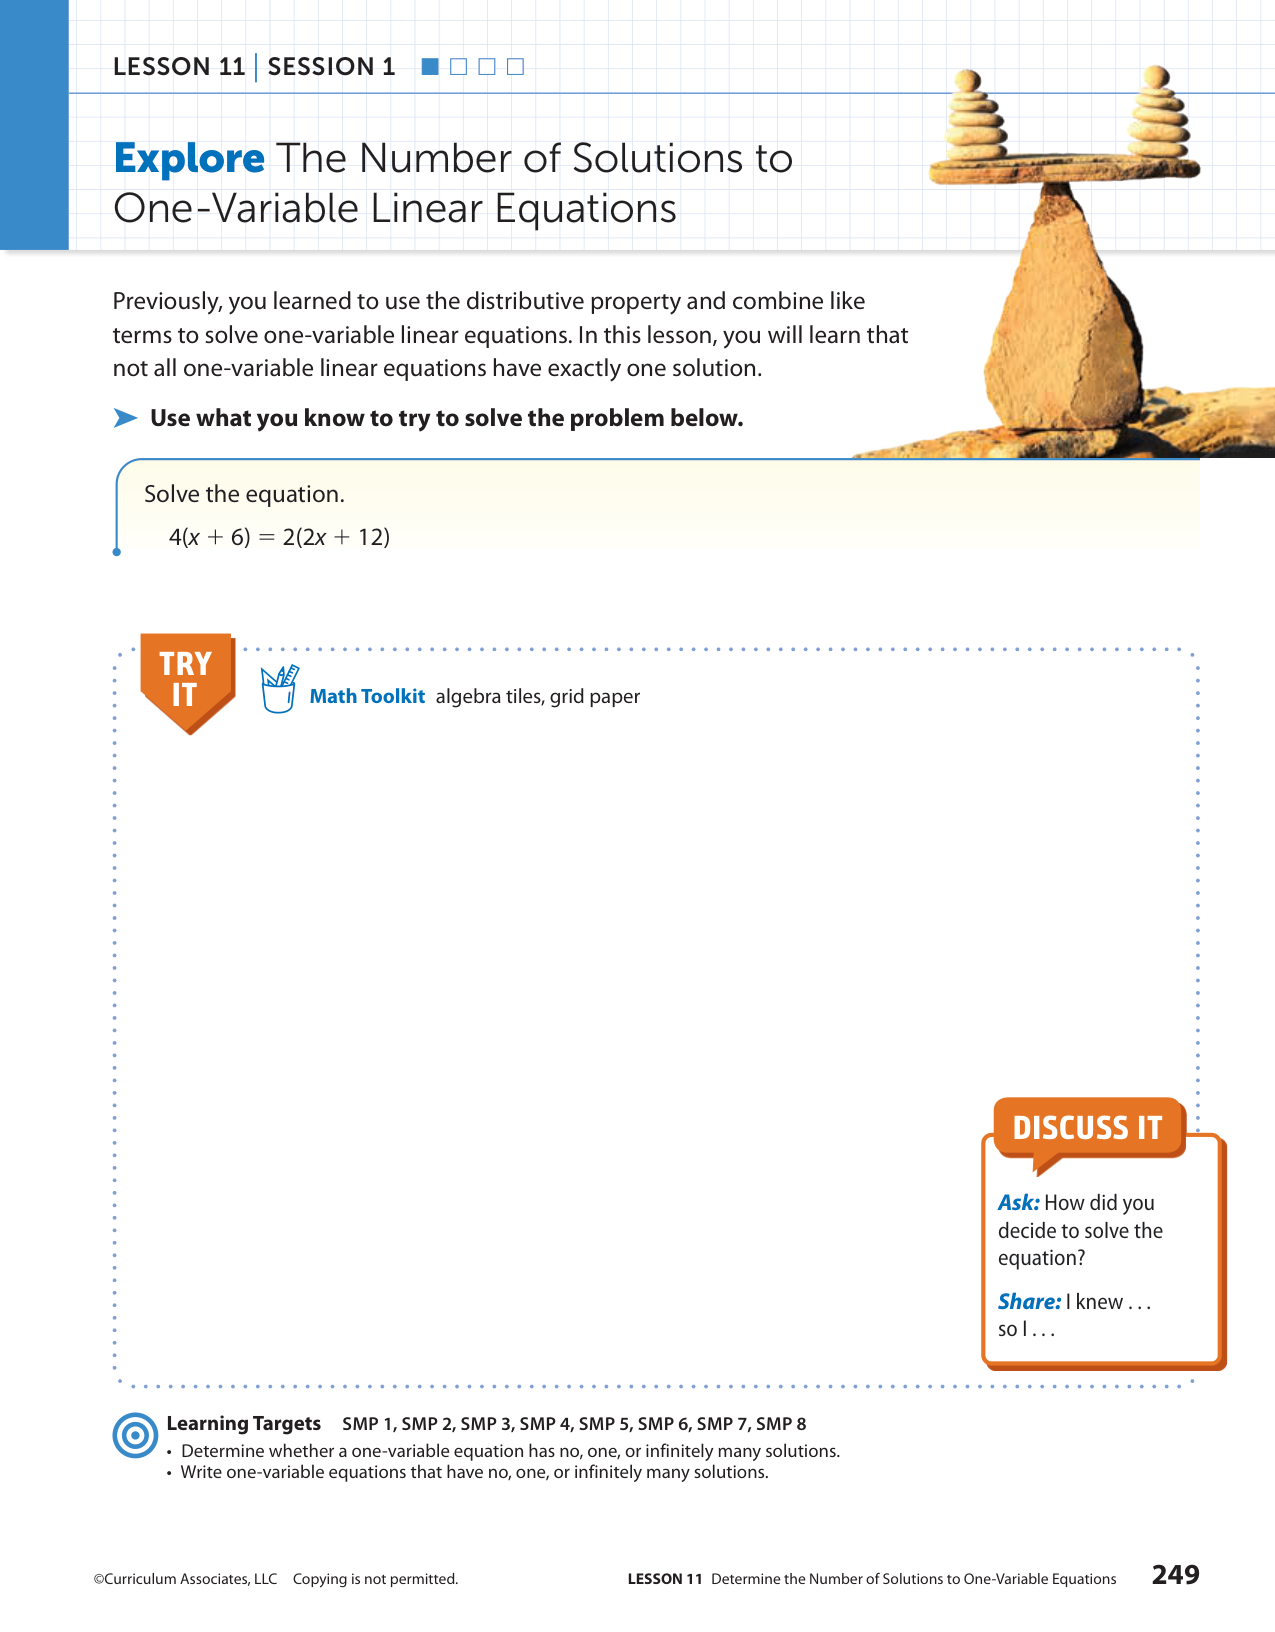 LESSON 11 | SESSION 1
Explore The Number of Solutions to
One-Variable Linear Equations
Previously, you learned to use the distributive property and combine like
terms to solve one-variable linear equations. In this lesson, you will learn that
not all one-variable linear equations have exactly one solution.
Use what you know to try to solve the problem below.
Solve the equation.
4(x + 6) = 2(2x + 12)
TRY
IT
Math Toolkit algebra tiles, grid paper
DISCUSS IT
Ask: How did you
decide to solve the
equation?
Share: I knew . . .
so I . . .
Learning Targets SMP 1, SMP 2, SMP 3, SMP 4, SMP 5, SMP 6, SMP 7, SMP 8
• Determine whether a one-variable equation has no, one, or infinitely many solutions.
• Write one-variable equations that have no, one, or infinitely many solutions.
©Curriculum Associates, LLC Copying is not permitted.
LESSON 11 Determine the Number of Solutions to One-Variable Equations 249